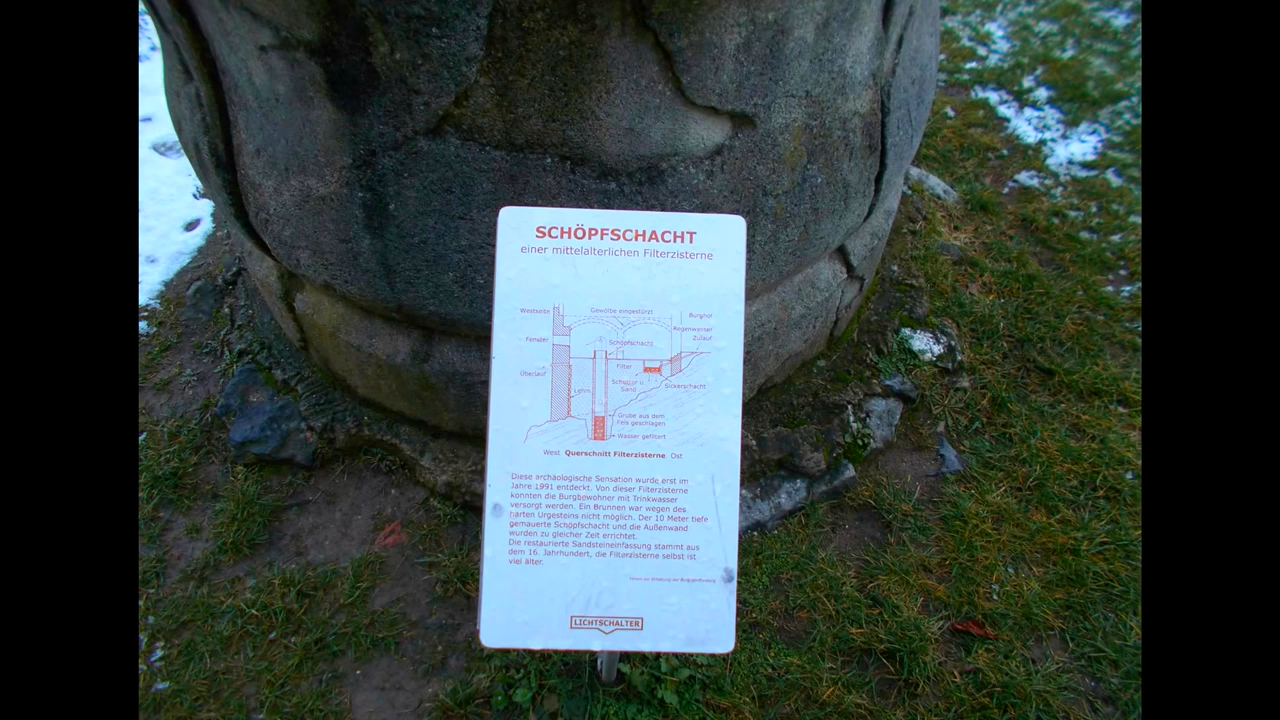 SCHÖPFSCHACHT
einer mittelalterlichen Filterzisterne
Gewölbe eingestürzt
Westseite
Burghof
Regenwasser
Zulauf
Fenster
Schöpfschacht
Filter
Überlauf
Schotter u.
Sand
Sickerschacht
Lehm
Grube aus dem
Fels geschlagen
Wasser gefiltert
West Querschnitt Filterzisterne Ost
Diese archäologische Sensation wurde erst im
Jahre 1991 entdeckt. Von dieser Filterzisterne
konnten die Burgbewohner mit Trinkwasser
versorgt werden. Ein Brunnen war wegen des
harten Urgesteins nicht möglich. Der 10 Meter tiefe
gemauerte Schöpfschacht und die Außenwand
wurden zu gleicher Zeit errichtet.
Die restaurierte Sandsteineinfassung stammt aus
dem 16. Jahrhundert, die Filterzisterne selbst ist
viel älter.
Verein zur Erhaltung der
LICHTSCHALTER